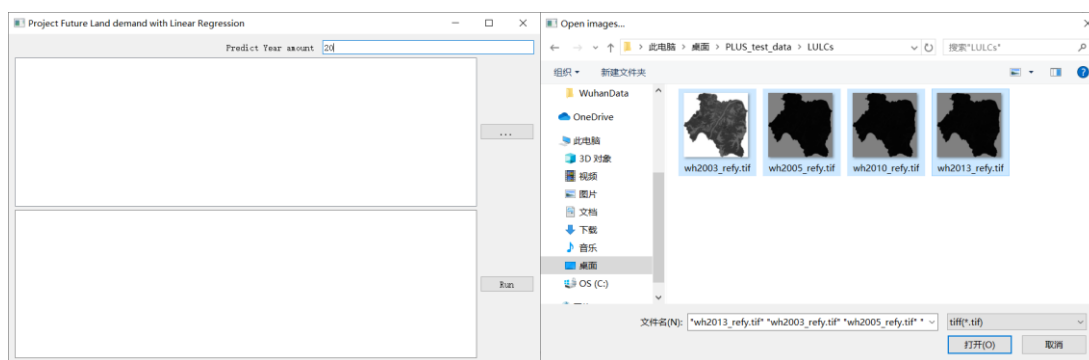 Project Future Land demand with Linear Regression
Predict Year amount 20
...
Run
Open images...
此电脑 > 桌面 > PLUS_test_data > LULCs
搜索"LULCs"
组织
新建文件夹
WuhanData
OneDrive
此电脑
3D 对象
视频
图片
文档
下载
音乐
桌面
OS (C:)
wh2003_refy.tif
wh2005_refy.tif
wh2010_refy.tif
wh2013_refy.tif
文件名(N): "wh2013_refy.tif" "wh2003_refy.tif" "wh2005_refy.tif" "
tiff(*.tif)
打开(O)
取消